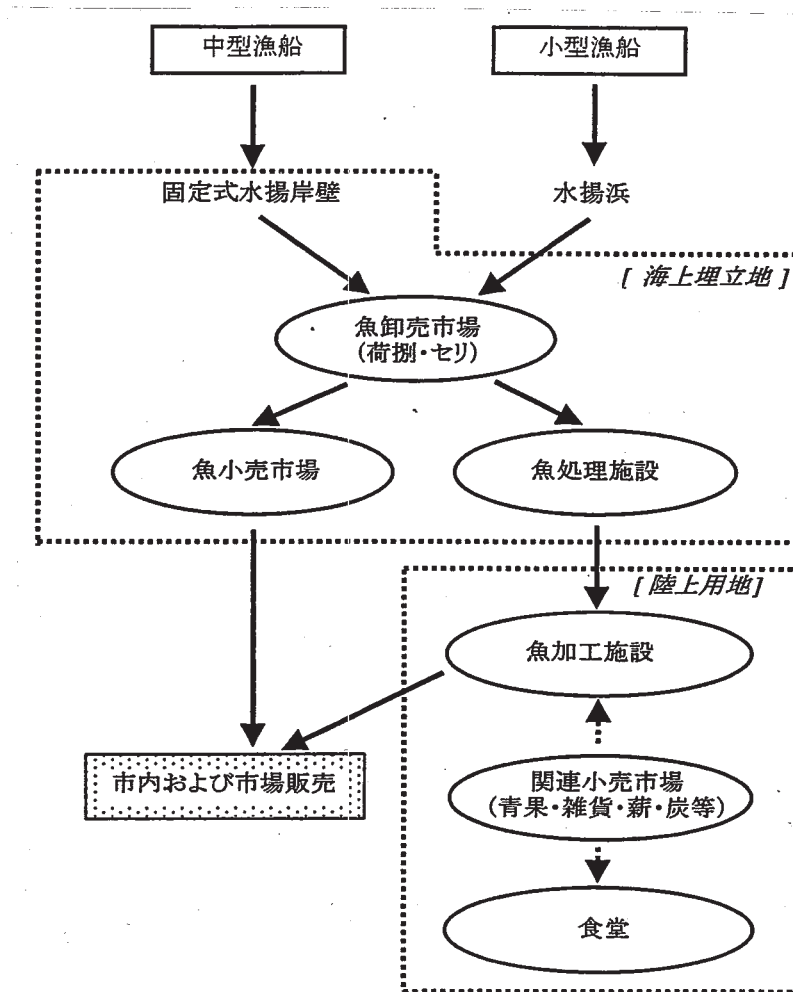 中型漁船
小型漁船
固定式水揚岸壁
水揚浜
[ 海上埋立地 ]
魚卸売市場
(荷捌・セリ)
魚小売市場
魚処理施設
[ 陸上用地 ]
魚加工施設
市内および市場販売
関連小売市場
(青果・雑貨・薪・炭等)
食堂